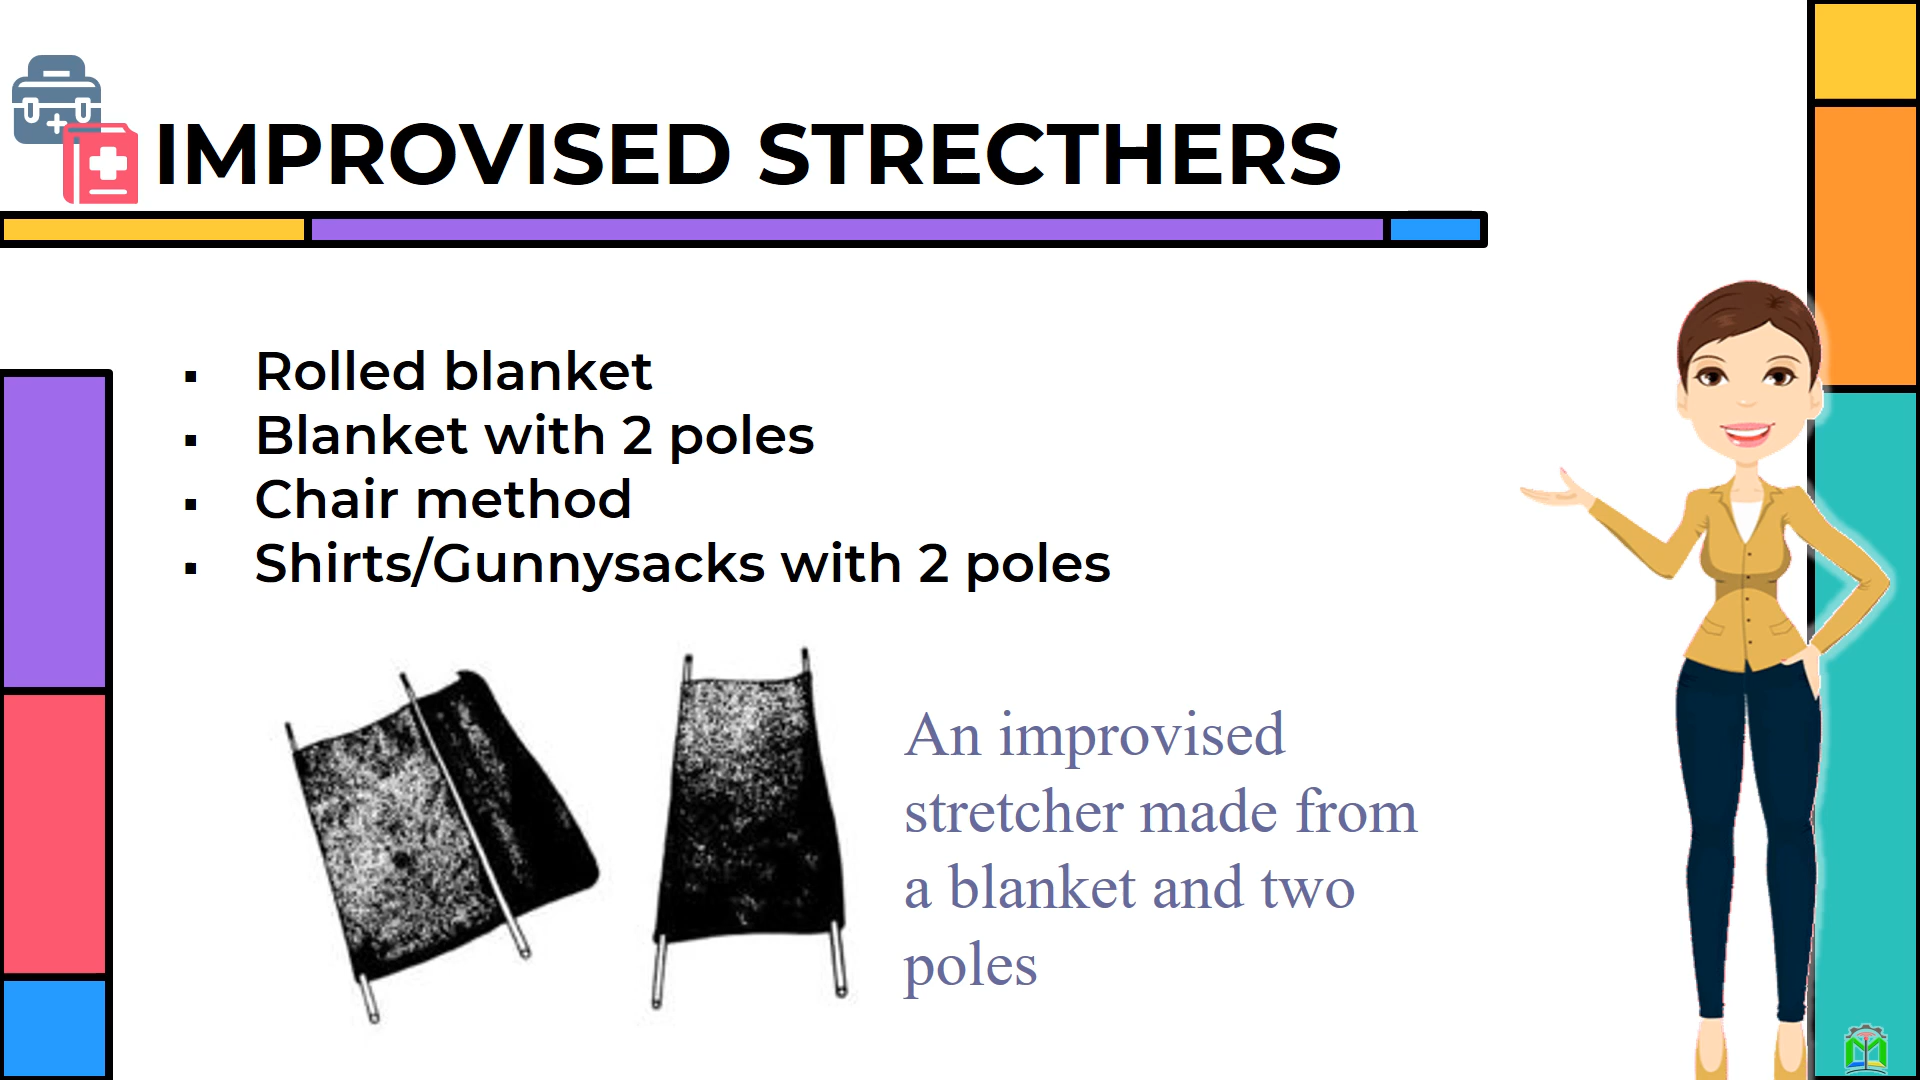 IMPROVISED STRECTHERS
▪ Rolled blanket
▪ Blanket with 2 poles
▪ Chair method
▪ Shirts/Gunnysacks with 2 poles
An improvised
stretcher made from
a blanket and two
poles